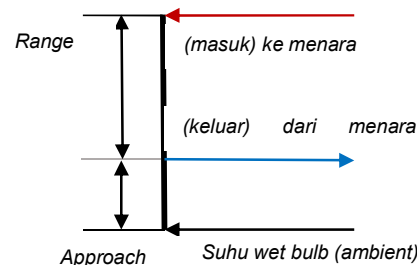 Range
(masuk) ke menara
(keluar) dari menara
Approach
Suhu wet bulb (ambient)